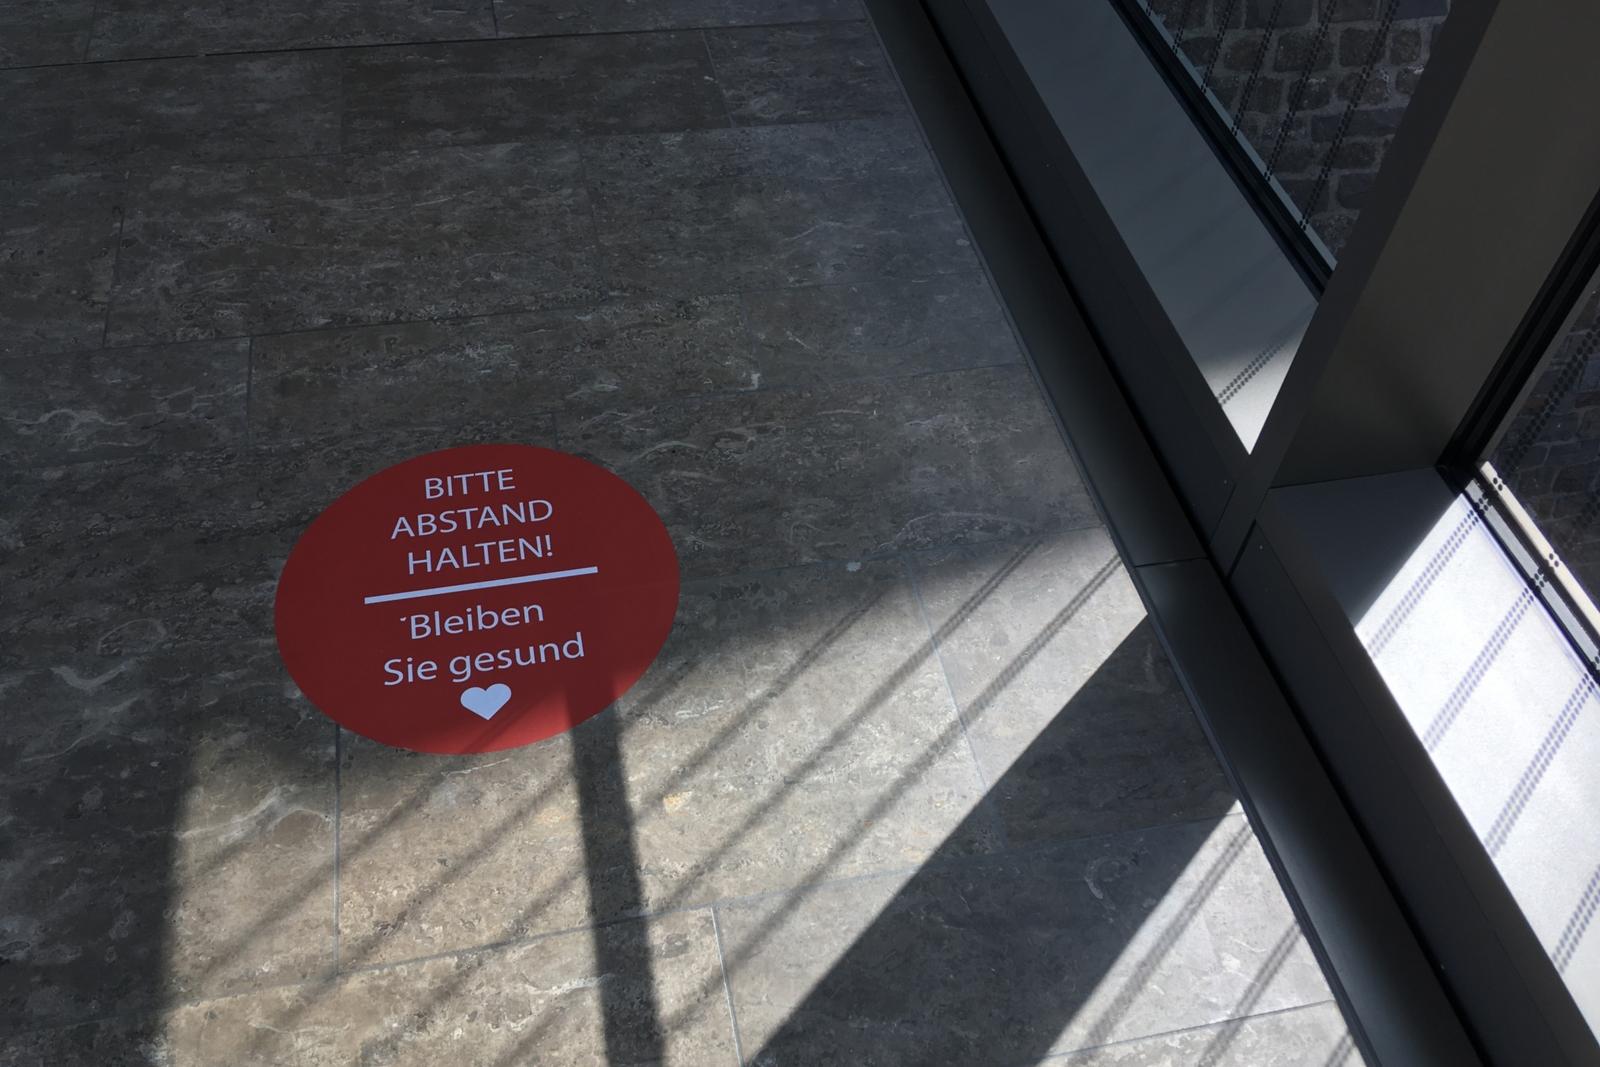 BITTE
ABSTAND
HALTEN!
Bleiben
Sie gesund